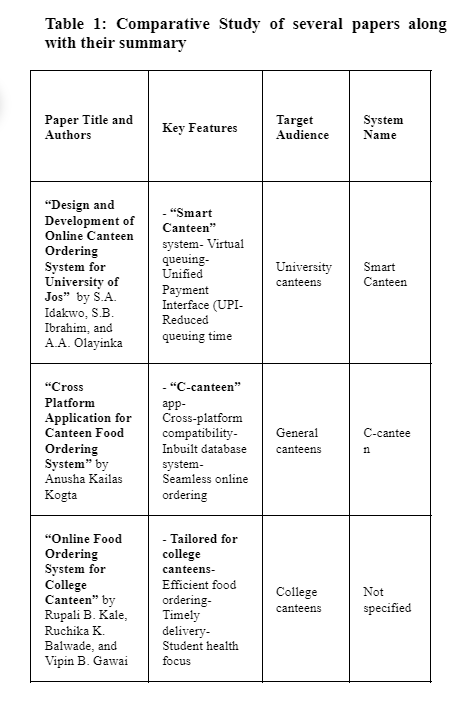 Table 1: Comparative Study of several papers along
with their summary
Paper Title and
Authors
Key Features
Target
Audience
System
Name
“Design and
Development of
Online Canteen
Ordering
System for
University of
Jos” by S.A.
Idakwo, S.B.
Ibrahim, and
A.A. Olayinka
- “Smart
Canteen”
system- Virtual
queuing-
Unified
Payment
Interface (UPI-
Reduced
queuing time
University
canteens
Smart
Canteen
“Cross
Platform
Application for
Canteen Food
Ordering
System” by
Anusha Kailas
Kogta
- “C-canteen”
app-
Cross-platform
compatibility-
Inbuilt database
system-
Seamless online
ordering
General
canteens
C-cantee
n
“Online Food
Ordering
System for
College
Canteen” by
Rupali B. Kale,
Ruchika K.
Balwade, and
Vipin B. Gawai
- Tailored for
college
canteens-
Efficient food
ordering-
Timely
delivery-
Student health
focus
College
canteens
Not
specified